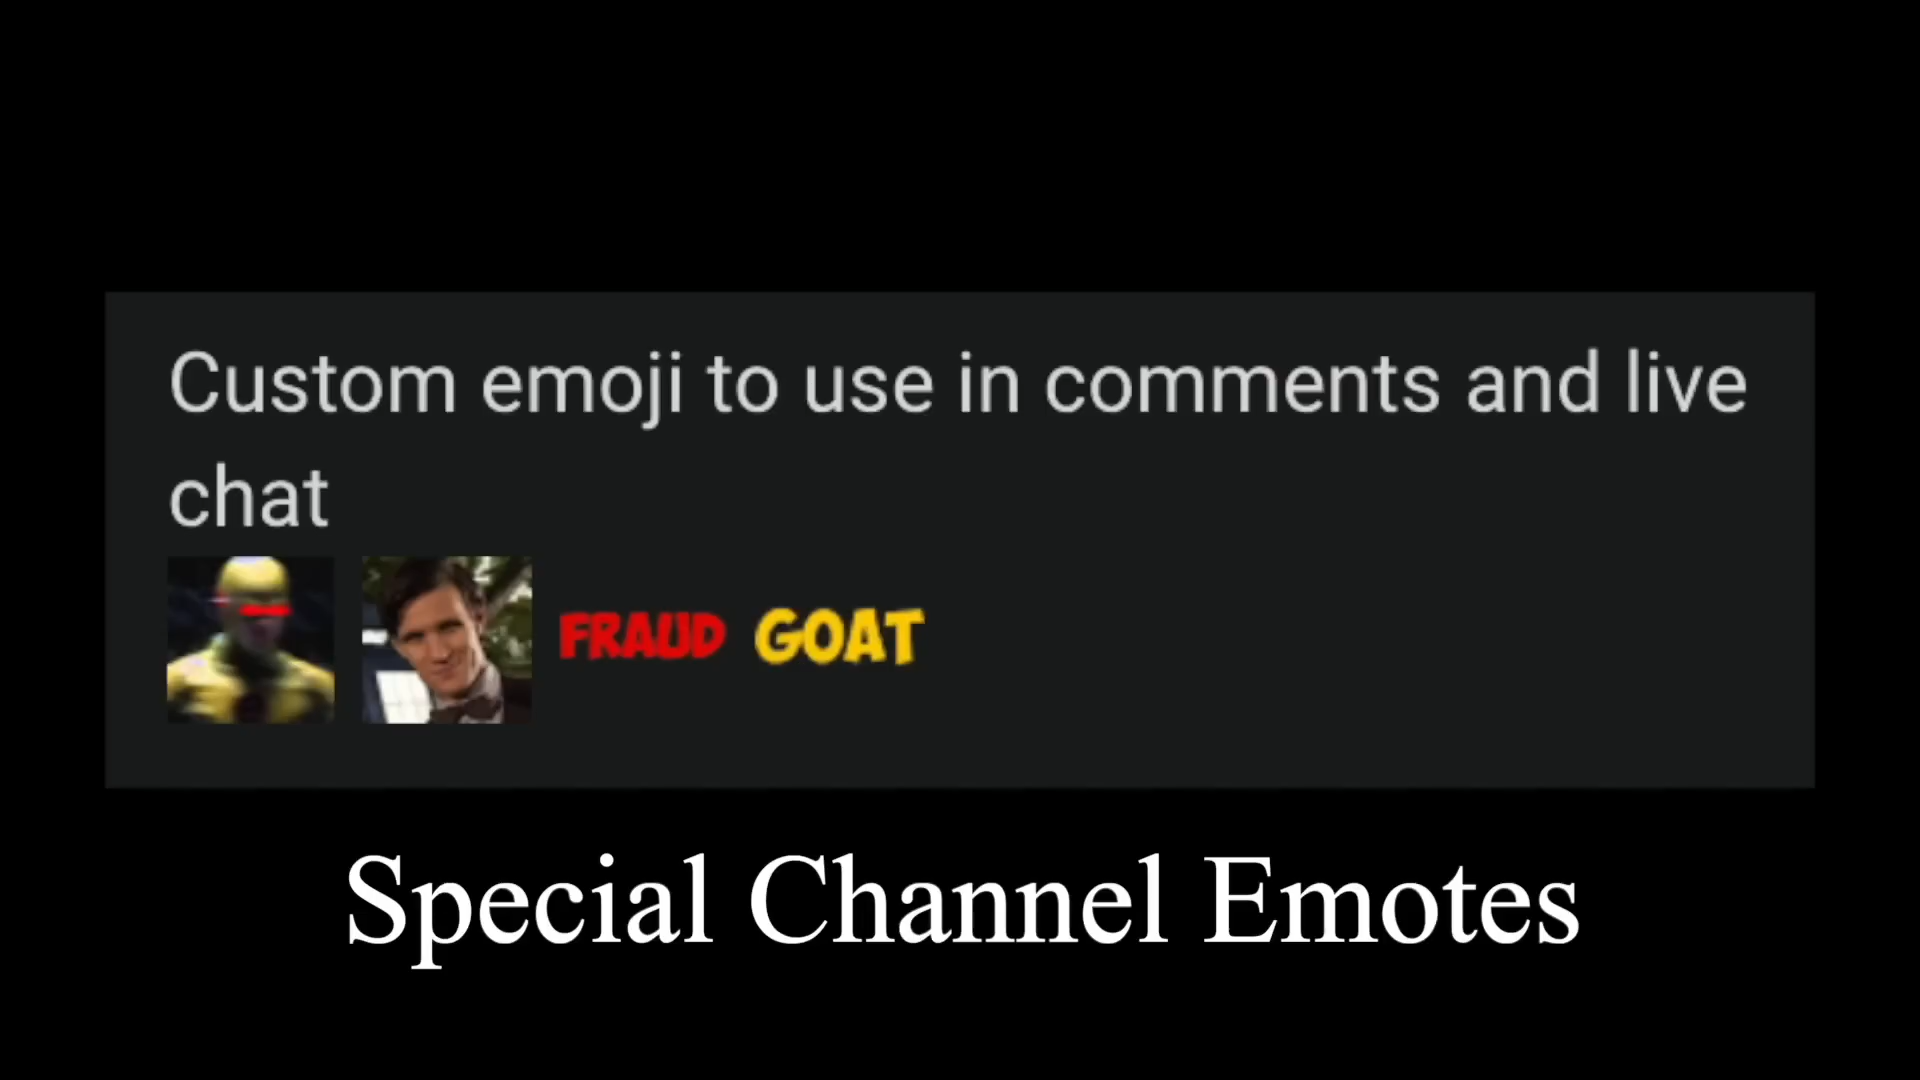 Custom emoji to use in comments and live
chat
FRAUD GOAT
Special Channel Emotes